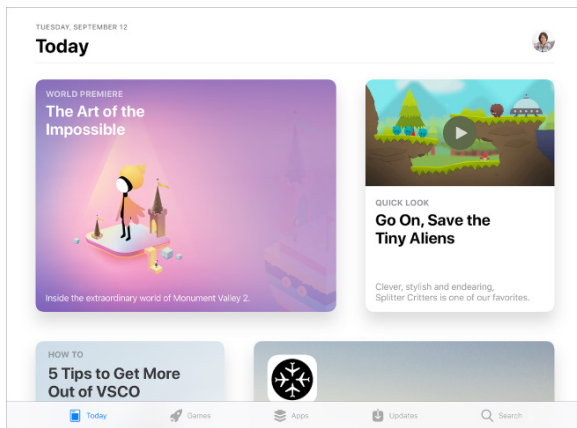 TUESDAY, SEPTEMBER 12
Today
WORLD PREMIERE
The Art of the
Impossible
Inside the extraordinary world of Monument Valley 2.
QUICK LOOK
Go On, Save the
Tiny Aliens
Clever, stylish and endearing,
Splitter Critters is one of our favorites.
HOW TO
5 Tips to Get More
Out of VSCO
Today
Games
Apps
Updates
Search